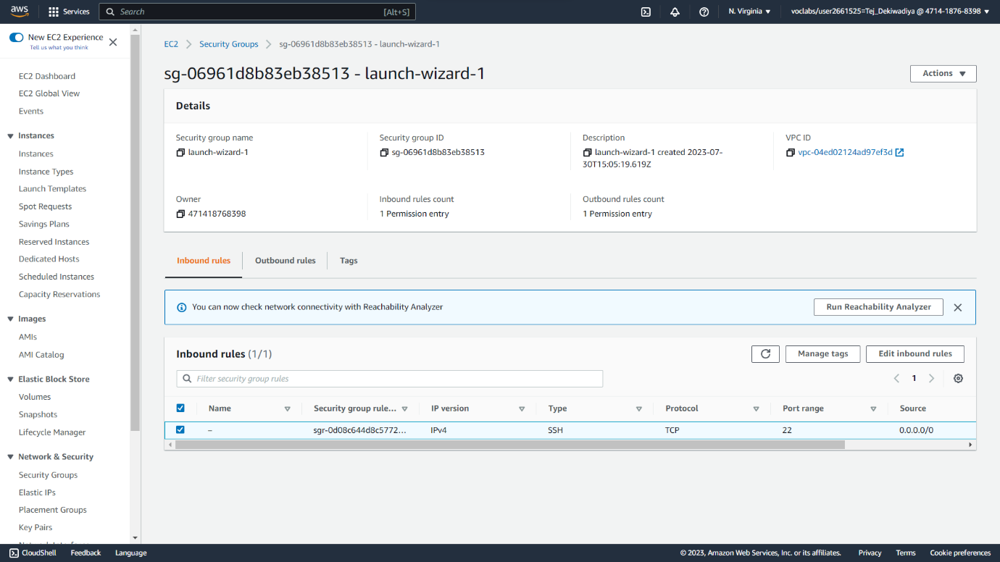 aws
Services
Search
[Alt+S]
N. Virginia
voclabs/user2661525=Tej_Dekiwadiya @ 4714-1876-8398
New EC2 Experience
Tell us what you think
EC2 Dashboard
EC2 Global View
Events
Instances
Instances
Instance Types
Launch Templates
Spot Requests
Savings Plans
Reserved Instances
Dedicated Hosts
Scheduled Instances
Capacity Reservations
Images
AMIs
AMI Catalog
Elastic Block Store
Volumes
Snapshots
Lifecycle Manager
Network & Security
Security Groups
Elastic IPs
Placement Groups
Key Pairs
EC2
Security Groups
sg-06961d8b83eb38513 - launch-wizard-1
sg-06961d8b83eb38513 - launch-wizard-1
Actions
Details
Security group name
launch-wizard-1
Security group ID
sg-06961d8b83eb38513
Description
launch-wizard-1 created 2023-07-
30T15:05:19.619Z
VPC ID
vpc-04ed02124ad97ef3d
Owner
471418768398
Inbound rules count
1 Permission entry
Outbound rules count
1 Permission entry
Inbound rules
Outbound rules
Tags
You can now check network connectivity with Reachability Analyzer
Run Reachability Analyzer
Inbound rules (1/1)
Manage tags
Edit inbound rules
Filter security group rules
1
Name
Security group rule...
IP version
Type
Protocol
Port range
Source
–
sgr-0d08c644d8c5772...
IPv4
SSH
TCP
22
0.0.0.0/0
CloudShell
Feedback
Language
© 2023, Amazon Web Services, Inc. or its affiliates.
Privacy
Terms
Cookie preferences